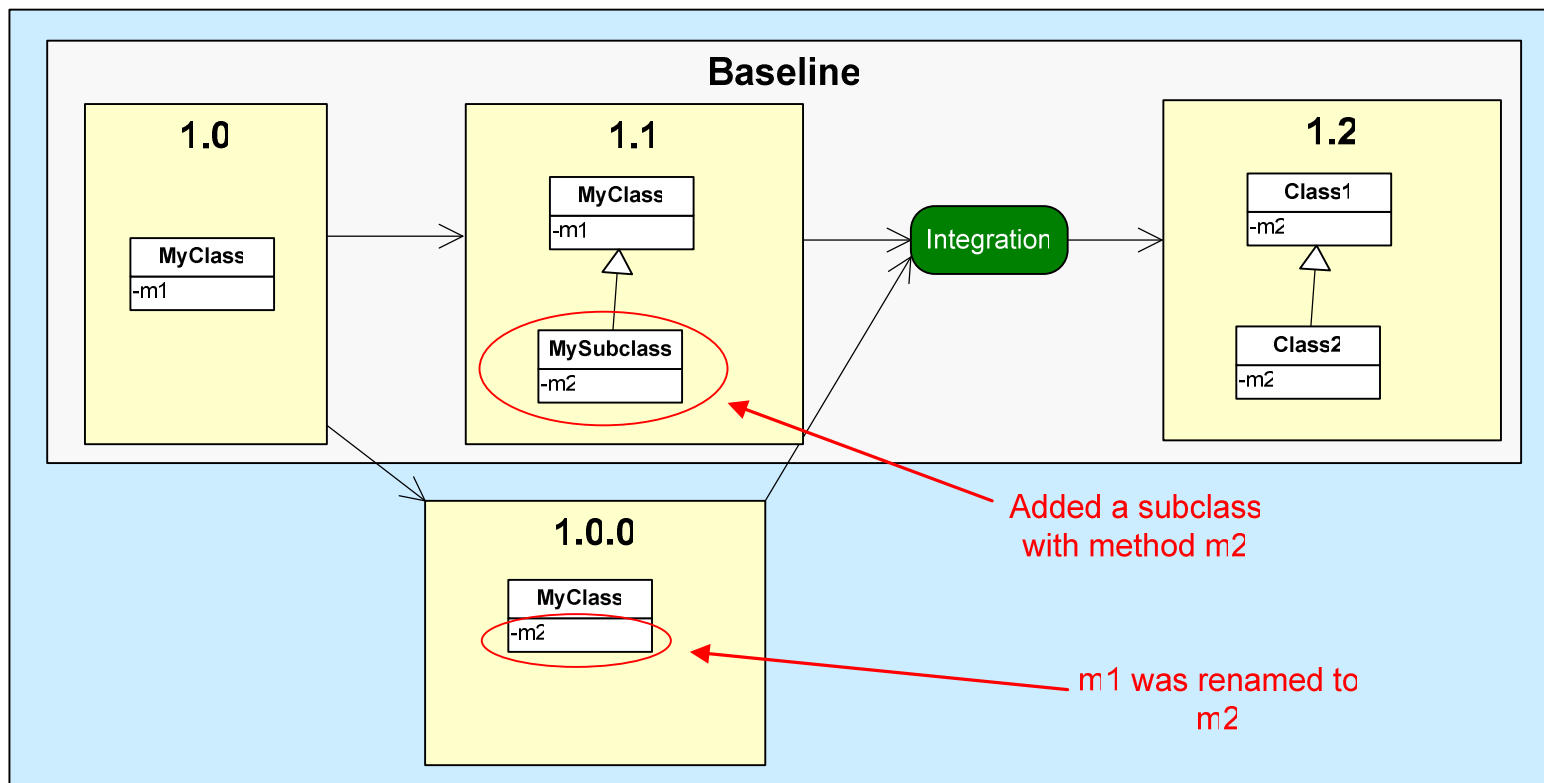 Baseline
1.0
MyClass
-m1
1.1
MyClass
-m1
MySubclass
-m2
Integration
1.2
Class1
-m2
Class2
-m2
Added a subclass
with method m2
1.0.0
MyClass
-m2
m1 was renamed to
m2